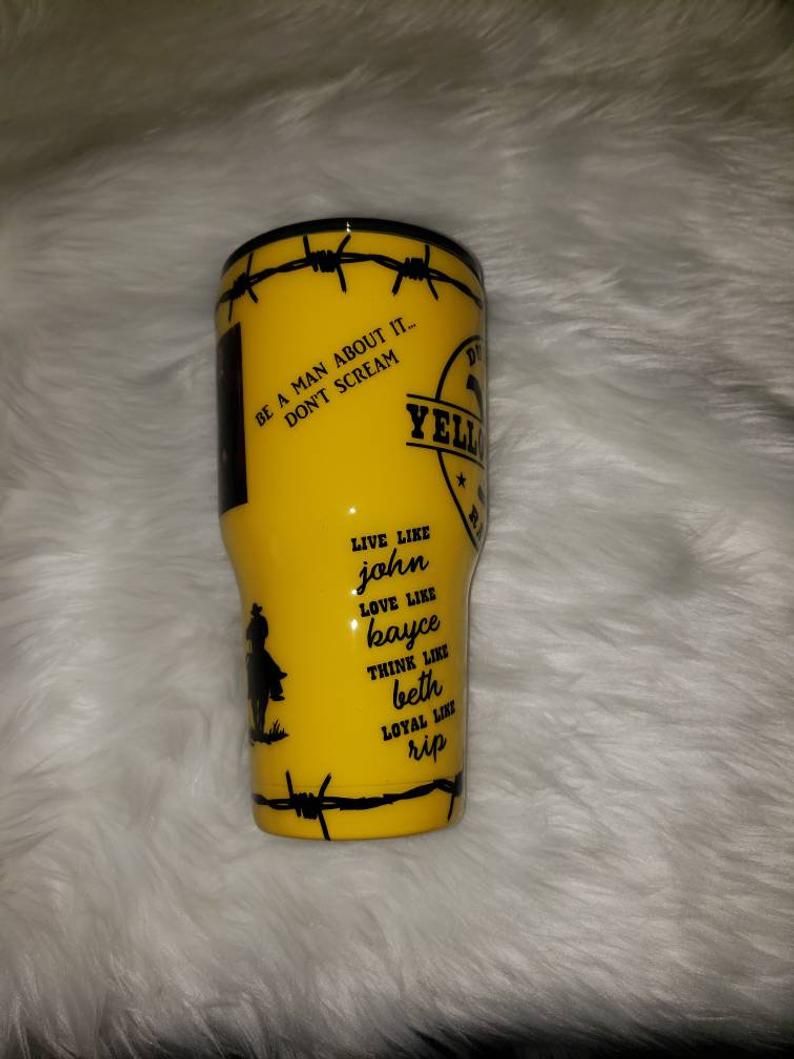 BE A MAN ABOUT IT...
DON'T SCREAM
YELL
LIVE LIKE
john
LOVE LIKE
kayce
THINK LIKE
beth
LOYAL LIKE
rip